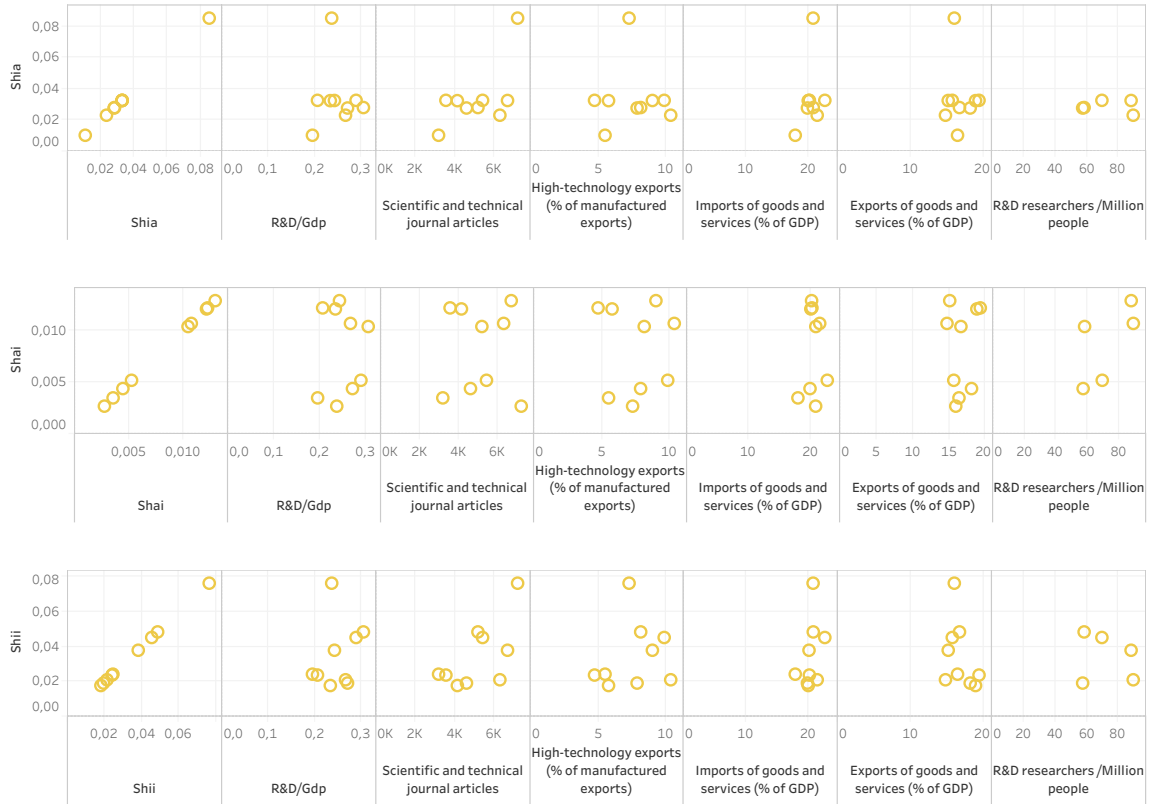 0,08
0,06
0,04
0,02
0,00
Shia
0,02 0,04 0,06 0,08 0,0 0,1 0,2 0,3 0K 2K 4K 6K 0 5 10 0 10 20 0 10 20 0 20 40 60 80
Shia
R&D/Gdp
Scientific and technical
journal articles
High-technology exports
(% of manufactured
exports)
Imports of goods and
services (% of GDP)
Exports of goods and
services (% of GDP)
R&D researchers /Million
people
0,010
0,005
0,000
Shai
0,005 0,010 0,0 0,1 0,2 0,3 0K 2K 4K 6K 0 5 10 0 10 20 0 5 10 15 20 0 20 40 60 80
Shai
R&D/Gdp
Scientific and technical
journal articles
High-technology exports
(% of manufactured
exports)
Imports of goods and
services (% of GDP)
Exports of goods and
services (% of GDP)
R&D researchers /Million
people
0,08
0,06
0,04
0,02
0,00
Shii
0,02 0,04 0,06 0,0 0,1 0,2 0,3 0K 2K 4K 6K 0 5 10 0 10 20 0 10 20 0 20 40 60 80
Shii
R&D/Gdp
Scientific and technical
journal articles
High-technology exports
(% of manufactured
exports)
Imports of goods and
services (% of GDP)
Exports of goods and
services (% of GDP)
R&D researchers /Million
people